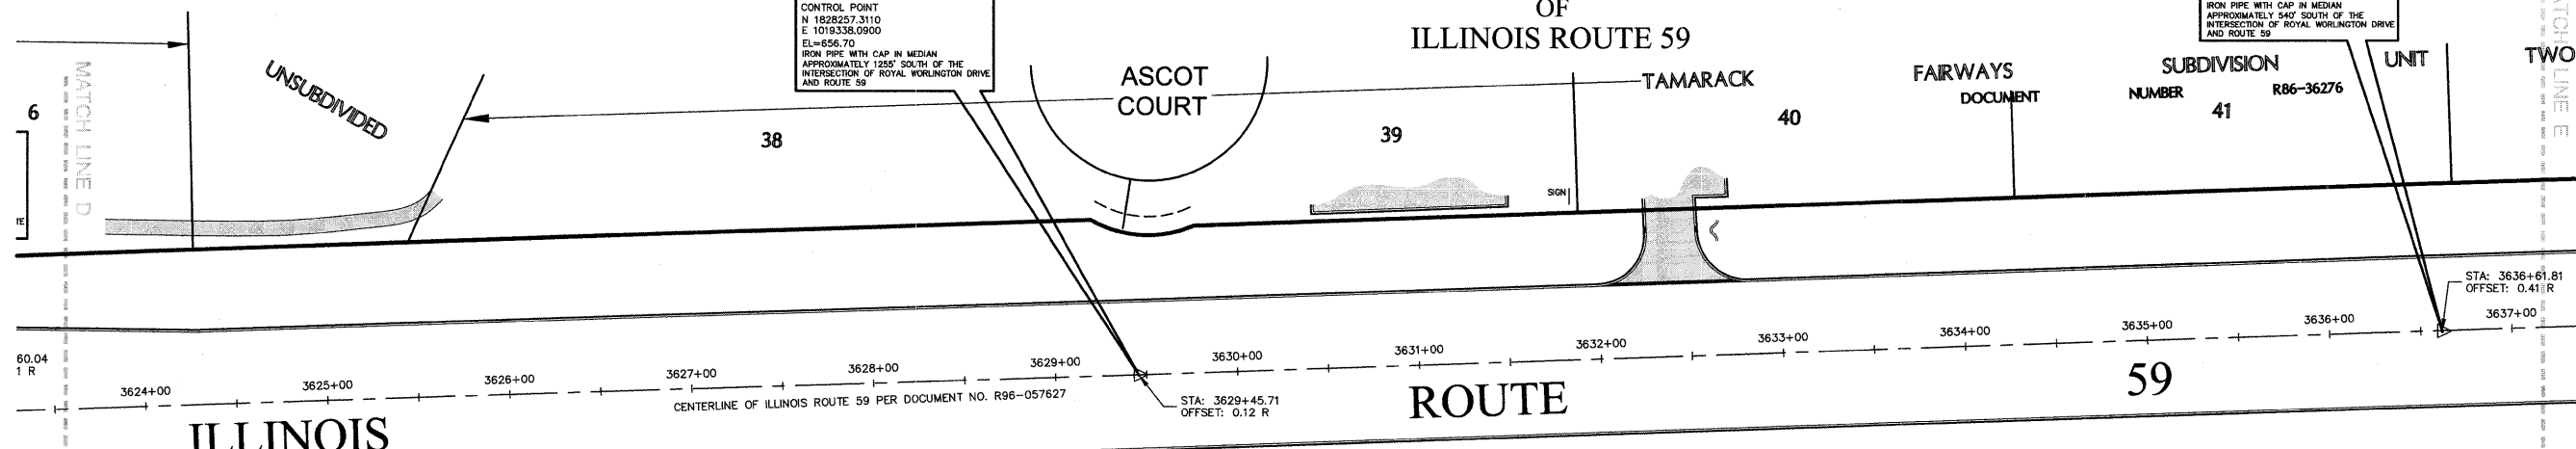 CONTROL POINT
N 1828257.3110
E 1019338.0900
EL=656.70
IRON PIPE WITH CAP IN MEDIAN
APPROXIMATELY 1255' SOUTH OF THE
INTERSECTION OF ROYAL WORLINGTON DRIVE
AND ROUTE 59
OF
ILLINOIS ROUTE 59
IRON PIPE WITH CAP IN MEDIAN
APPROXIMATELY 540' SOUTH OF THE
INTERSECTION OF ROYAL WORLINGTON DRIVE
AND ROUTE 59
MATCH LINE D
UNSUBDIVIDED
ASCOT
COURT
TAMARACK FAIRWAYS SUBDIVISION UNIT TWO
DOCUMENT NUMBER R86-36276
ATCH LINE E
6
38
39
40
41
SIGN
TE
STA: 3636+61.81
OFFSET: 0.41 R
60.04
1 R
3624+00 3625+00 3626+00 3627+00 3628+00 3629+00 3630+00 3631+00 3632+00 3633+00 3634+00 3635+00 3636+00 3637+00
CENTERLINE OF ILLINOIS ROUTE 59 PER DOCUMENT NO. R96-057627
STA: 3629+45.71
OFFSET: 0.12 R
ILLINOIS ROUTE 59